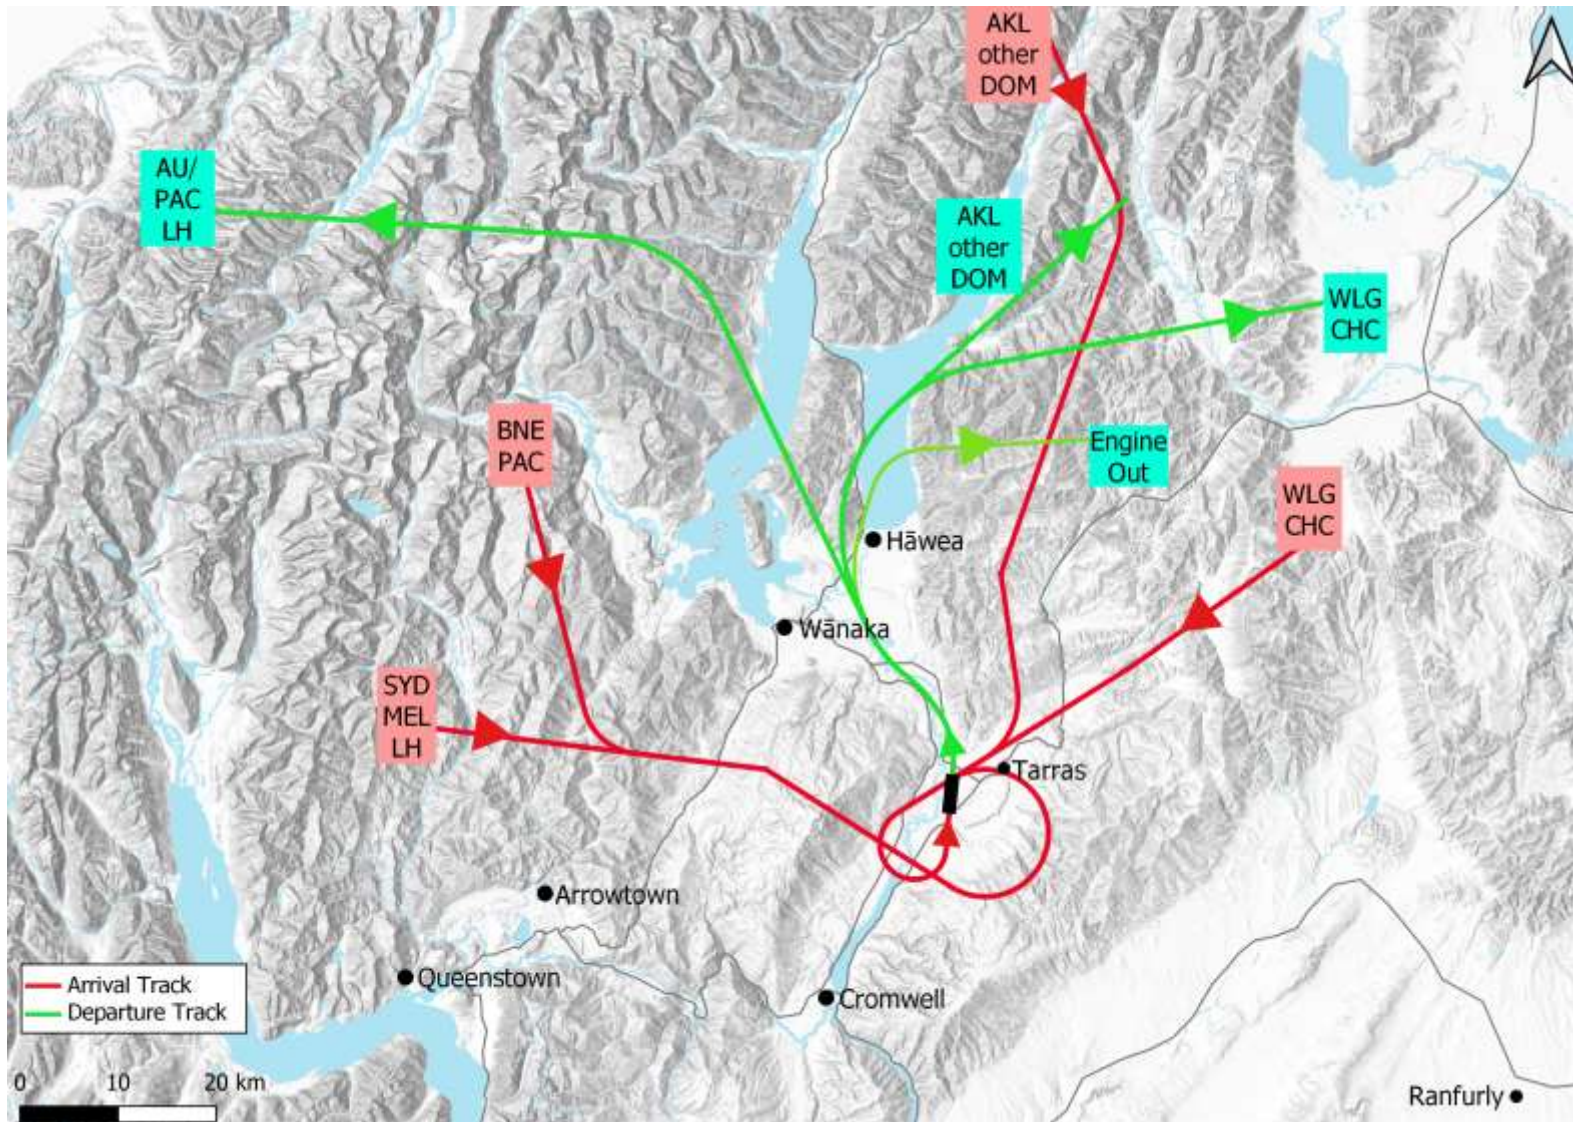 AKL
other
DOM
AU/
PAC
LH
AKL
other
DOM
WLG
CHC
BNE
PAC
Engine
Out
WLG
CHC
Hāwea
Wānaka
SYD
MEL
LH
Tarras
Arrowtown
Queenstown
Cromwell
Arrival Track
Departure Track
0 10 20 km
Ranfurly